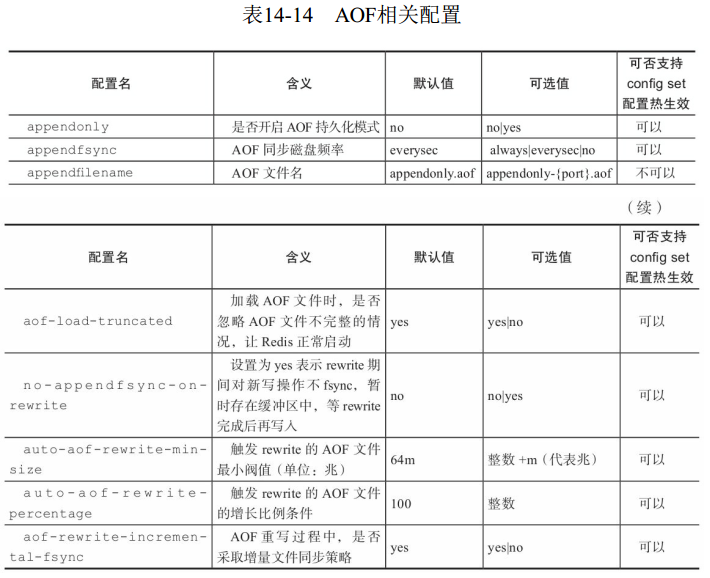 表14-14 AOF相关配置
配置名 含义 默认值 可选值 可否支持
config set
配置热生效
appendonly 是否开启 AOF 持久化模式 no no|yes 可以
appendfsync AOF 同步磁盘频率 everysec always|everysec|no 可以
appendfilename AOF 文件名 appendonly.aof appendonly-{port}.aof 不可以
（续）
配置名 含义 默认值 可选值 可否支持
config set
配置热生效
aof-load-truncated 加载 AOF 文件时，是否
忽略 AOF 文件不完整的情
况，让 Redis 正常启动 yes yes|no 可以
no-appendfsync-on-
rewrite 设置为 yes 表示 rewrite 期
间对新写操作不 fsync，暂
时存在缓冲区中，等 rewrite
完成后再写入 no no|yes 可以
auto-aof-rewrite-min-
size 触发 rewrite 的 AOF 文件
最小阀值（单位：兆） 64m 整数 +m（代表兆） 可以
auto-aof-rewrite-
percentage 触发 rewrite 的 AOF 文件
的增长比例条件 100 整数 可以
aof-rewrite-incremen-
tal-fsync AOF 重写过程中，是否
采取增量文件同步策略 yes yes|no 可以